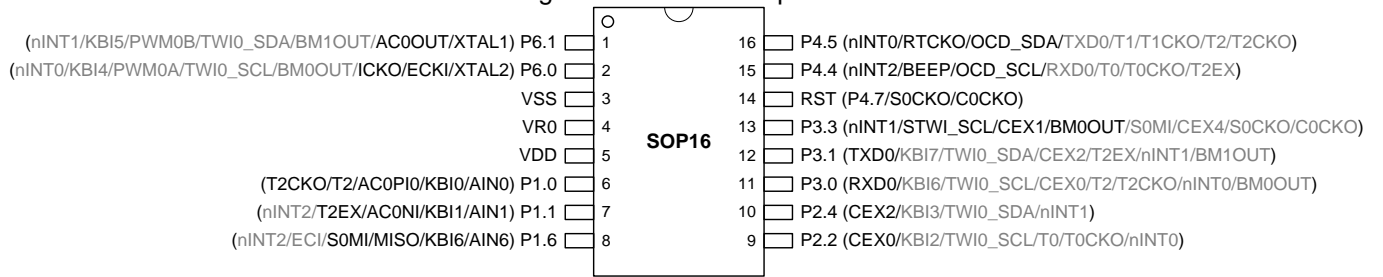 (nINT1/KBI5/PWM0B/TWI0_SDA/BM1OUT/AC0OUT/XTAL1) P6.1 1
(nINT0/KBI4/PWM0A/TWI0_SCL/BM0OUT/ICKO/ECKI/XTAL2) P6.0 2
VSS 3
VR0 4
VDD 5
(T2CKO/T2/AC0PI0/KBI0/AIN0) P1.0 6
(nINT2/T2EX/AC0NI/KBI1/AIN1) P1.1 7
(nINT2/ECI/S0MI/MISO/KBI6/AIN6) P1.6 8
SOP16
16 P4.5 (nINT0/RTCKO/OCD_SDA/TXD0/T1/T1CKO/T2/T2CKO)
15 P4.4 (nINT2/BEEP/OCD_SCL/RXD0/T0/T0CKO/T2EX)
14 RST (P4.7/S0CKO/C0CKO)
13 P3.3 (nINT1/STWI_SCL/CEX1/BM0OUT/S0MI/CEX4/S0CKO/C0CKO)
12 P3.1 (TXD0/KBI7/TWI0_SDA/CEX2/T2EX/nINT1/BM1OUT)
11 P3.0 (RXD0/KBI6/TWI0_SCL/CEX0/T2/T2CKO/nINT0/BM0OUT)
10 P2.4 (CEX2/KBI3/TWI0_SDA/nINT1)
9 P2.2 (CEX0/KBI2/TWI0_SCL/T0/T0CKO/nINT0)